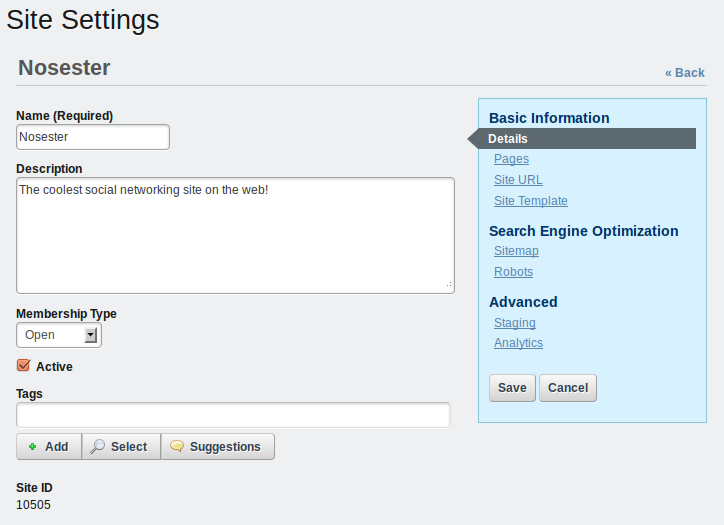 Site Settings
Nosester
« Back
Name (Required)
Nosester
Description
The coolest social networking site on the web!
Membership Type
Open
Active
Tags
Add
Select
Suggestions
Site ID
10505
Basic Information
Details
Pages
Site URL
Site Template
Search Engine Optimization
Sitemap
Robots
Advanced
Staging
Analytics
Save
Cancel